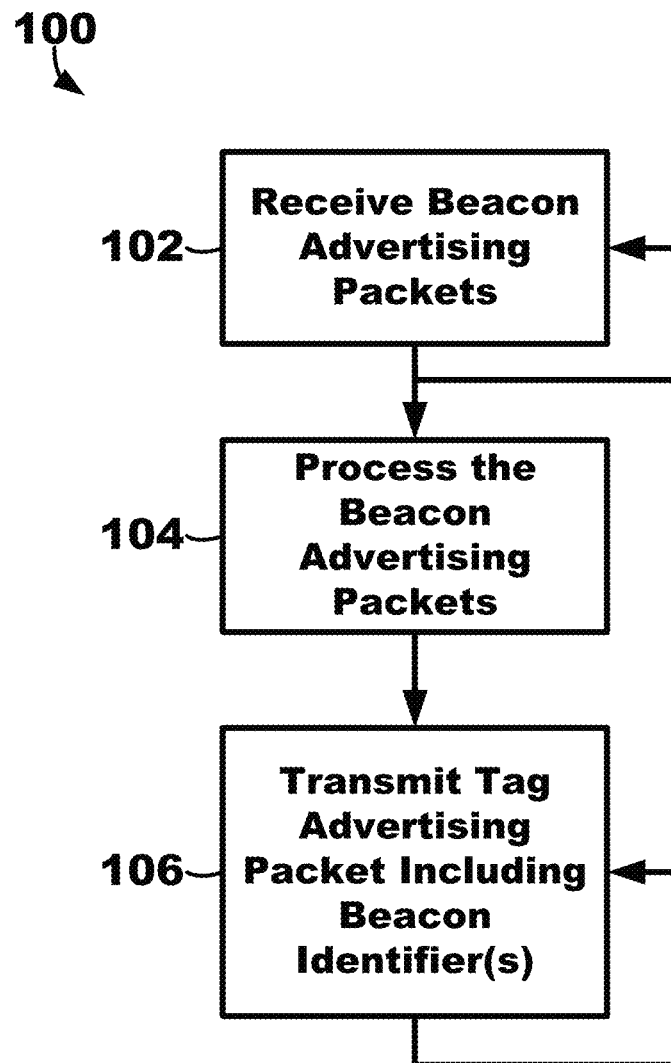 100
102
Receive Beacon
Advertising
Packets
104
Process the
Beacon
Advertising
Packets
106
Transmit Tag
Advertising
Packet Including
Beacon
Identifier(s)